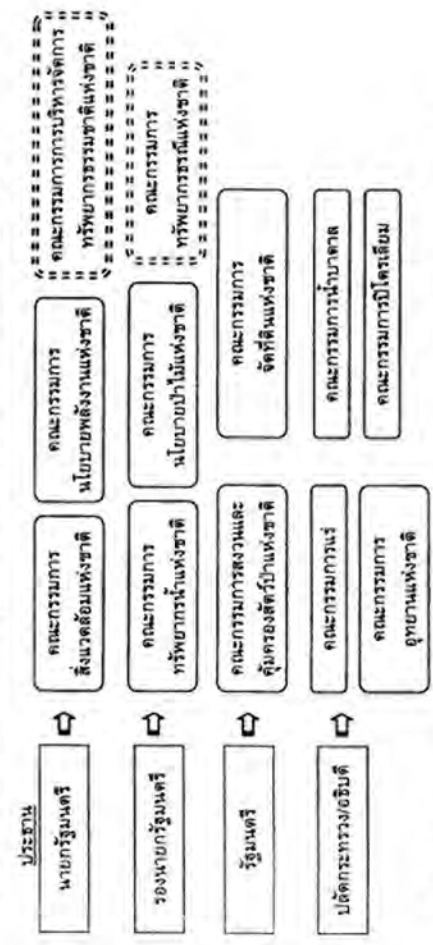 ประธาน
นายกรัฐมนตรี
คณะกรรมการ
สิ่งแวดล้อมแห่งชาติ
คณะกรรมการ
นโยบายพลังงานแห่งชาติ
คณะกรรมการการบริหารจัดการ
ทรัพยากรธรรมชาติแห่งชาติ
รองนายกรัฐมนตรี
คณะกรรมการ
ทรัพยากรน้ำแห่งชาติ
คณะกรรมการ
นโยบายป่าไม้แห่งชาติ
คณะกรรมการ
ทรัพยากรธรณีแห่งชาติ
รัฐมนตรี
คณะกรรมการสงวนและ
คุ้มครองสัตว์ป่าแห่งชาติ
คณะกรรมการ
จัดที่ดินแห่งชาติ
ปลัดกระทรวง/อธิบดี
คณะกรรมการแร่
คณะกรรมการน้ำบาดาล
คณะกรรมการ
อุทยานแห่งชาติ
คณะกรรมการปิโตรเลียม